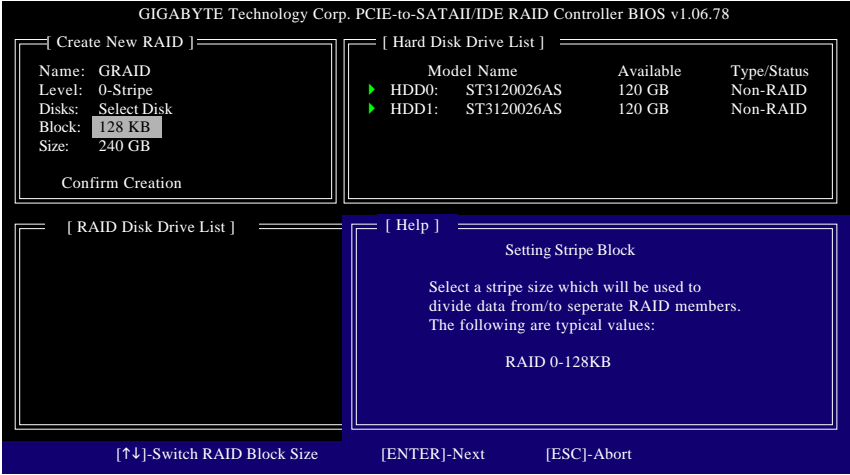 GIGABYTE Technology Corp. PCIE-to-SATAII/IDE RAID Controller BIOS v1.06.78
[ Create New RAID ]
Name: GRAID
Level: 0-Stripe
Disks: Select Disk
Block: 128 KB
Size: 240 GB
Confirm Creation
[ Hard Disk Drive List ]
Model Name Available Type/Status
HDD0: ST3120026AS 120 GB Non-RAID
HDD1: ST3120026AS 120 GB Non-RAID
[ RAID Disk Drive List ]
[ Help ]
Setting Stripe Block
Select a stripe size which will be used to
divide data from/to seperate RAID members.
The following are typical values:
RAID 0-128KB
[↑↓]-Switch RAID Block Size [ENTER]-Next [ESC]-Abort